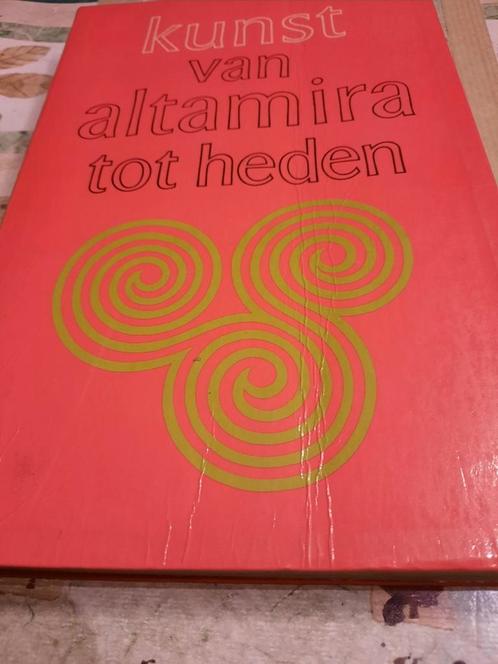 kunst
van
altamira
tot heden